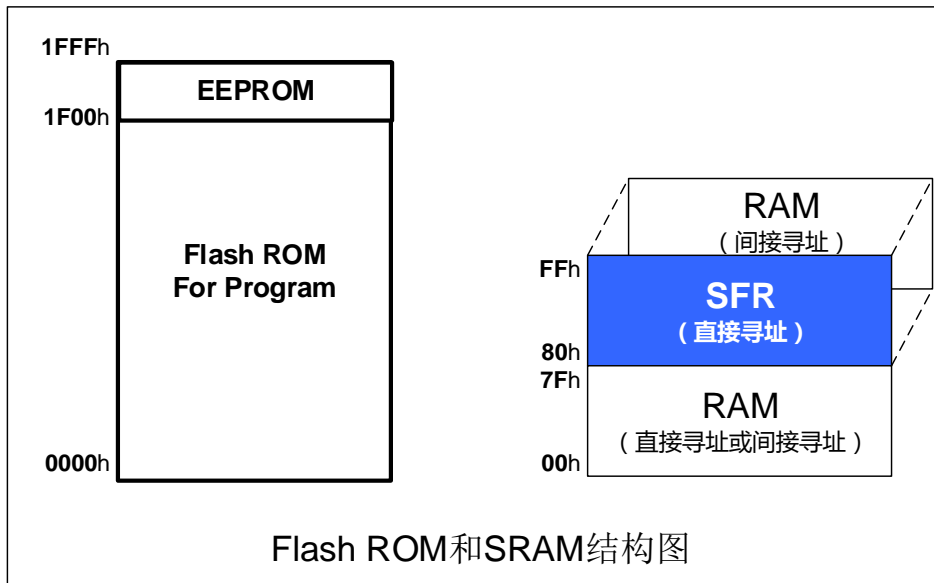 1FFFh
EEPROM
1F00h
Flash ROM
For Program
0000h
RAM
（间接寻址）
FFh
SFR
（直接寻址）
80h
7Fh
RAM
（直接寻址或间接寻址）
00h
Flash ROM和SRAM结构图